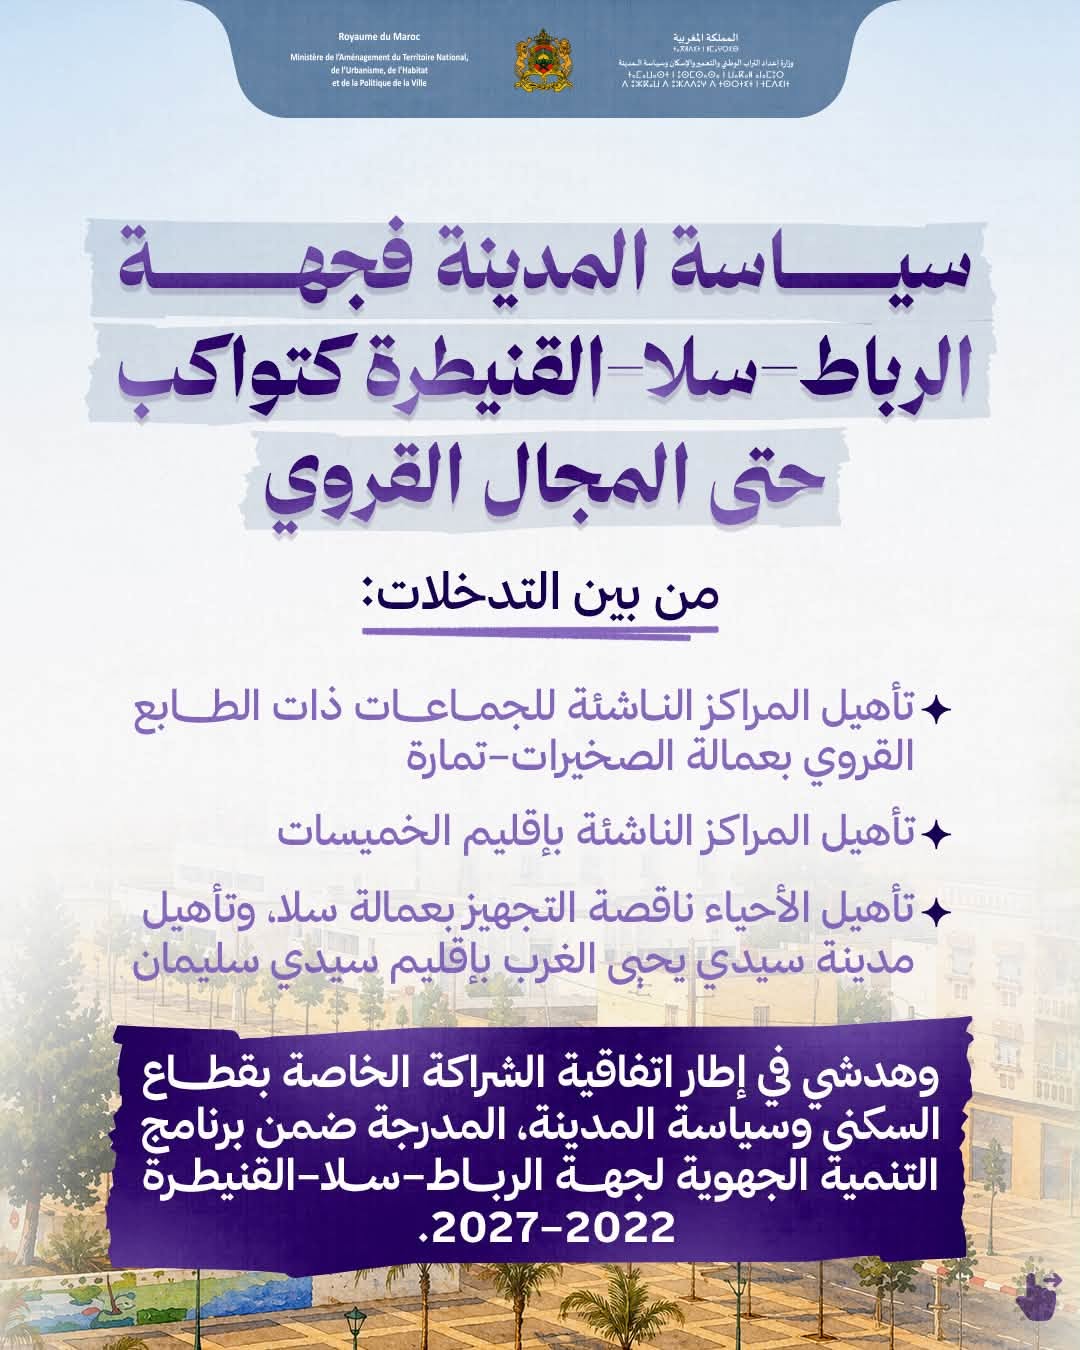 Royaume du Maroc
Ministère de l'Aménagement du Territoire National,
de l'Urbanisme, de l'Habitat
et de la Politique de la Ville
المملكة المغربية
وزارة إعداد التراب الوطني والتعمير والإسكان وسياسة المدينة
سياسة المدينة فجهة
الرباط-سلا-القنيطرة كتواكب
حتى المجال القروي
من بين التدخلات:
تأهيل المراكز الناشئة للجماعات ذات الطابع
القروي بعمالة الصخيرات-تمارة
تأهيل المراكز الناشئة بإقليم الخميسات
تأهيل الأحياء ناقصة التجهيز بعمالة سلا، وتأهيل
مدينة سيدي يحيى الغرب بإقليم سيدي سليمان
وهدشي في إطار اتفاقية الشراكة الخاصة بقطاع
السكنى وسياسة المدينة، المدرجة ضمن برنامج
التنمية الجهوية لجهة الرباط-سلا-القنيطرة
2022-2027.